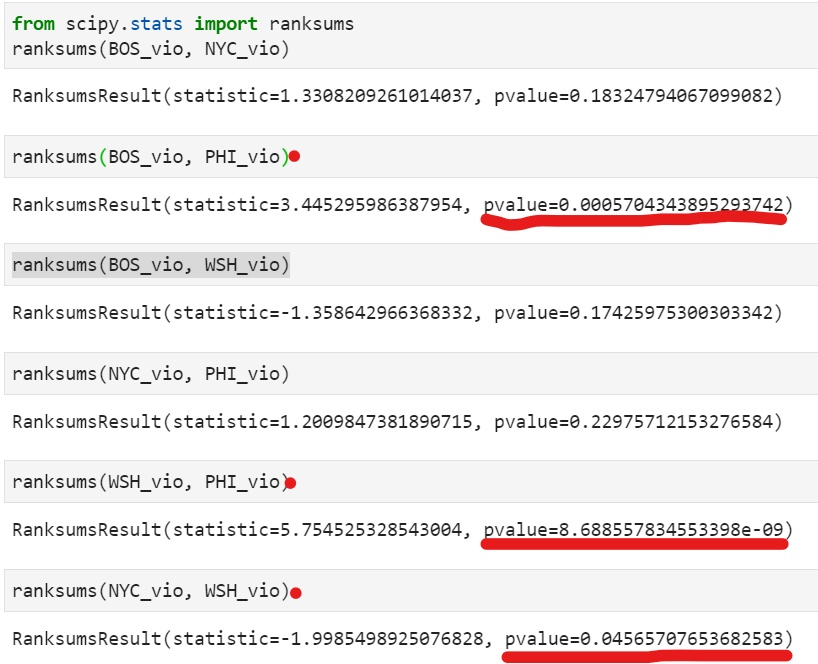 from scipy.stats import ranksums
ranksums(BOS_vio, NYC_vio)
RanksumsResult(statistic=1.3308209261014037, pvalue=0.18324794067099082)
ranksums(BOS_vio, PHI_vio)
RanksumsResult(statistic=3.445295986387954, pvalue=0.0005704343895293742)
ranksums(BOS_vio, WSH_vio)
RanksumsResult(statistic=-1.358642966368332, pvalue=0.17425975300303342)
ranksums(NYC_vio, PHI_vio)
RanksumsResult(statistic=1.2009847381890715, pvalue=0.22975712153276584)
ranksums(WSH_vio, PHI_vio)
RanksumsResult(statistic=5.754525328543004, pvalue=8.688557834553398e-09)
ranksums(NYC_vio, WSH_vio)
RanksumsResult(statistic=-1.9985498925076828, pvalue=0.04565707653682583)